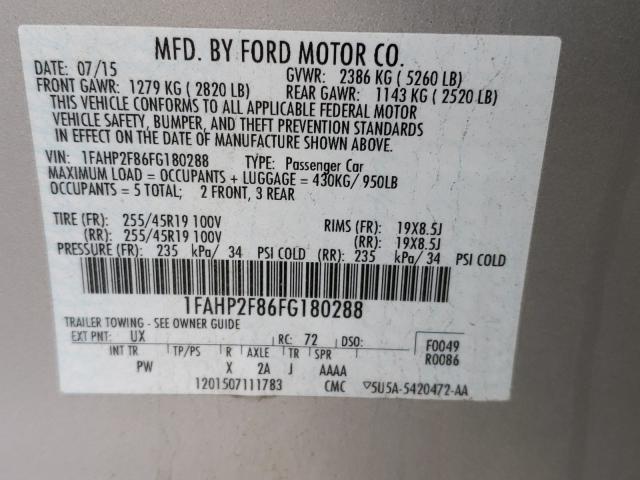 MFD. BY FORD MOTOR CO.
DATE: 07/15 GVWR: 2386 KG ( 5260 LB)
FRONT GAWR: 1279 KG ( 2820 LB) REAR GAWR: 1143 KG ( 2520 LB)
THIS VEHICLE CONFORMS TO ALL APPLICABLE FEDERAL MOTOR
VEHICLE SAFETY, BUMPER, AND THEFT PREVENTION STANDARDS
IN EFFECT ON THE DATE OF MANUFACTURE SHOWN ABOVE.
VIN: 1FAHP2F86FG180288 TYPE: Passenger Car
MAXIMUM LOAD = OCCUPANTS + LUGGAGE = 430KG/ 950LB
OCCUPANTS = 5 TOTAL; 2 FRONT, 3 REAR
TIRE (FR): 255/45R19 100V RIMS (FR): 19X8.5J
(RR): 255/45R19 100V (RR): 19X8.5J
PRESSURE (FR): 235 kPa/ 34 PSI COLD (RR): 235 kPa/ 34 PSI COLD
1FAHP2F86FG180288
TRAILER TOWING - SEE OWNER GUIDE
EXT PNT: UX RC: 72 DSO: F0049
INT TR TP/PS R AXLE TR SPR R0086
PW X 2A J AAAA
1201507111783 CMC ▽5U5A-5420472-AA